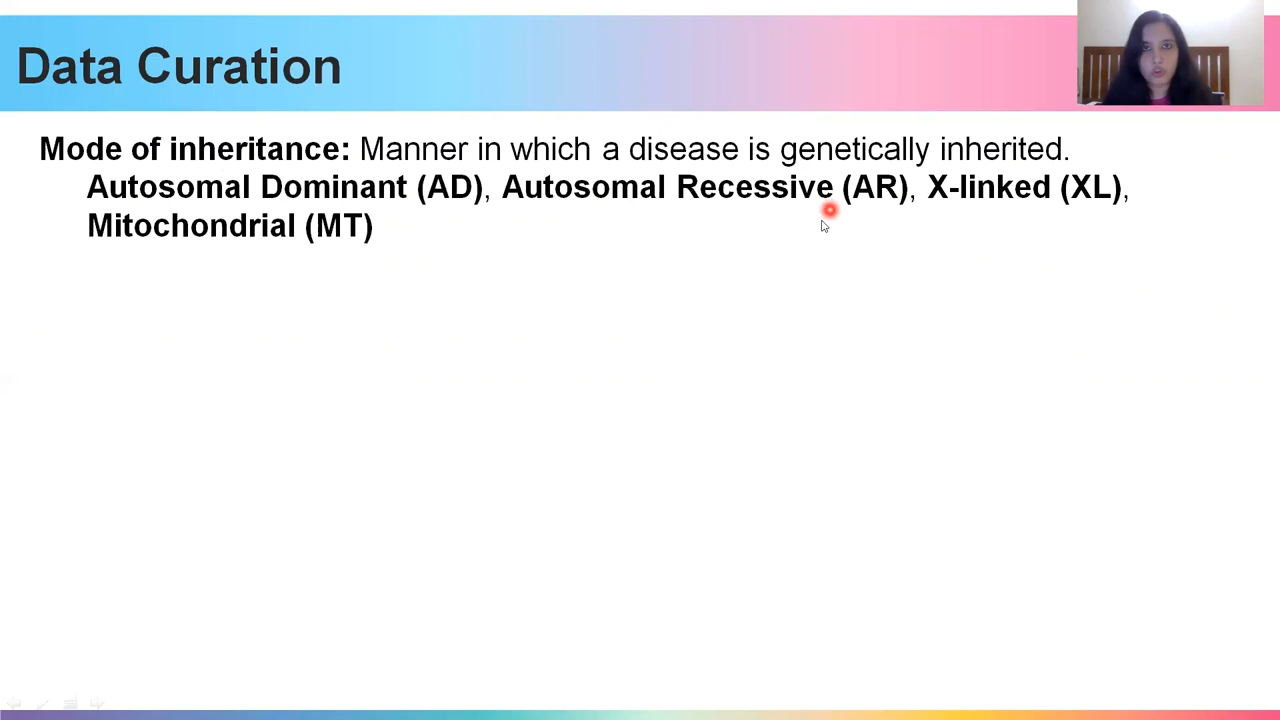 Data Curation
Mode of inheritance: Manner in which a disease is genetically inherited.
Autosomal Dominant (AD), Autosomal Recessive (AR), X-linked (XL),
Mitochondrial (MT)